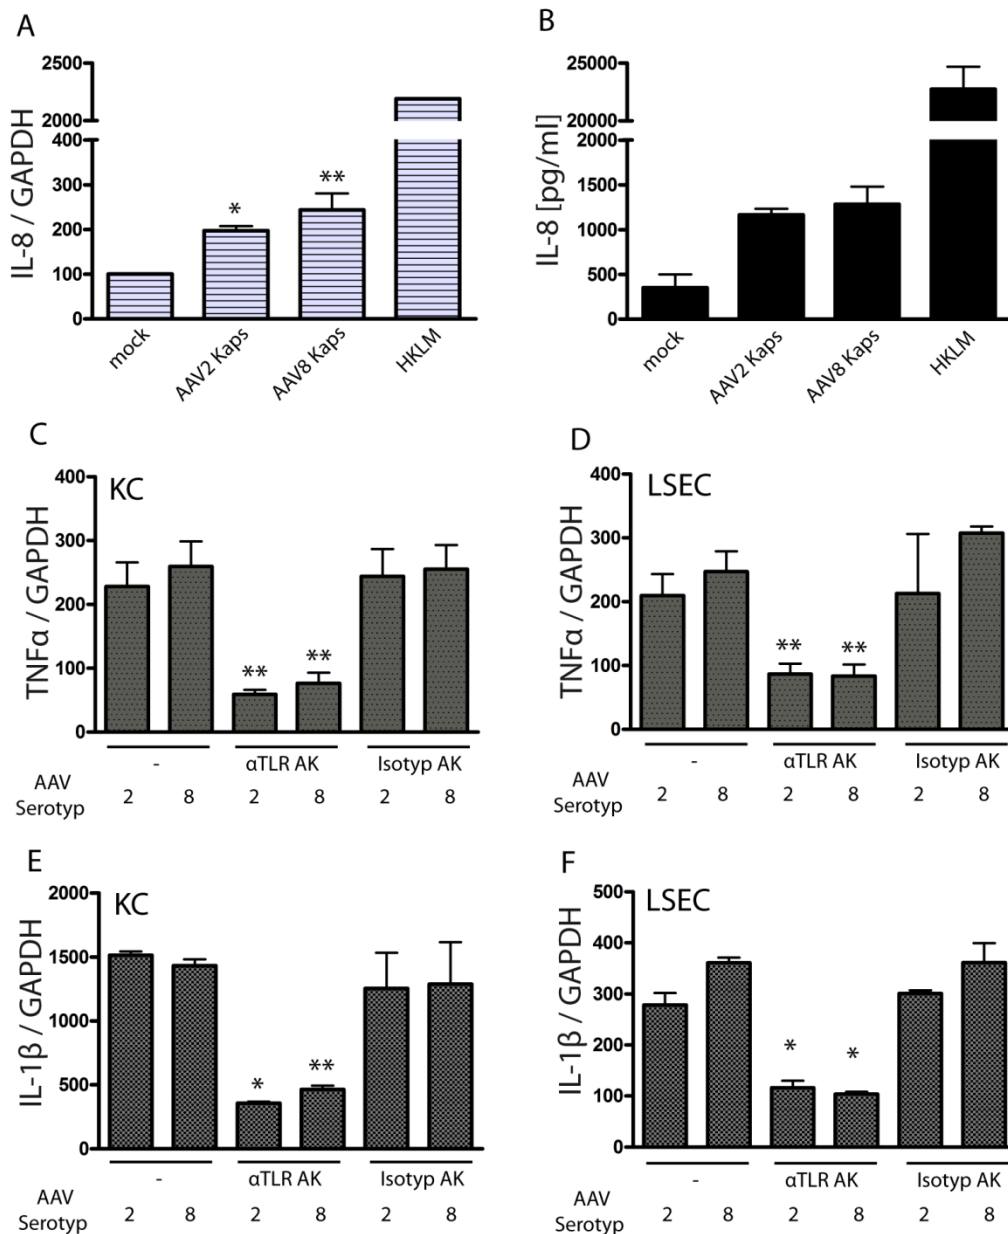 A
IL-8 / GAPDH
2500
2000
400
300
200
100
0
* **
mock AAV2 Kaps AAV8 Kaps HKLM
B
IL-8 [pg/ml]
25000
20000
2000
1500
1000
500
0
mock AAV2 Kaps AAV8 Kaps HKLM
C
KC
TNFα / GAPDH
400
300
200
100
0
** **
- αTLR AK Isotyp AK
AAV
Serotyp
2 8 2 8 2 8
D
LSEC
TNFα / GAPDH
400
300
200
100
0
** **
- αTLR AK Isotyp AK
AAV
Serotyp
2 8 2 8 2 8
E
KC
IL-1β / GAPDH
2000
1500
1000
500
0
* **
- αTLR AK Isotyp AK
AAV
Serotyp
2 8 2 8 2 8
F
LSEC
IL-1β / GAPDH
500
400
300
200
100
0
* *
- αTLR AK Isotyp AK
AAV
Serotyp
2 8 2 8 2 8